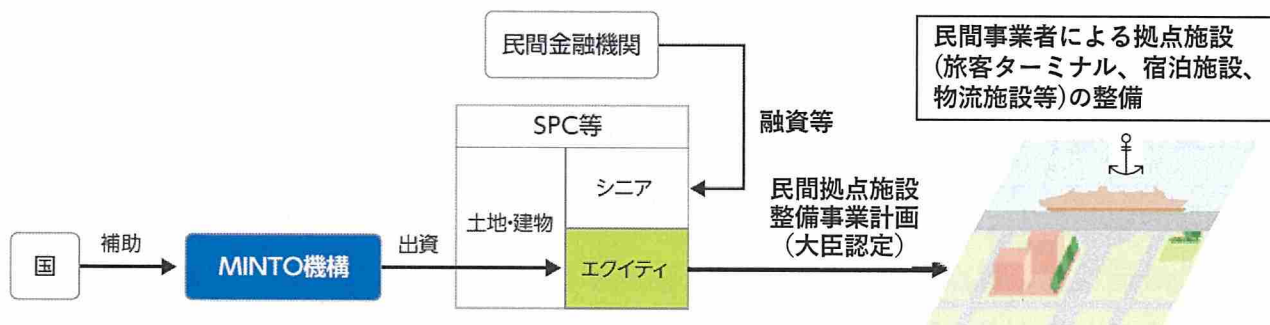 民間金融機関
民間事業者による拠点施設
(旅客ターミナル、宿泊施設、
物流施設等)の整備
SPC等
融資等
シニア
土地・建物
民間拠点施設
整備事業計画
(大臣認定)
国
補助
MINTO機構
出資
エクイティ